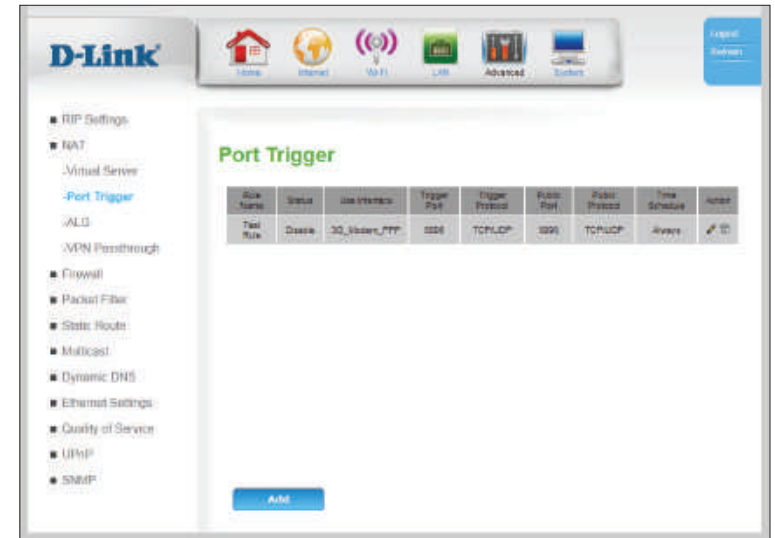 D-Link
Home Internet Wi-Fi LAN Advanced System
Logout
Refresh
RIP Settings
NAT
-Virtual Server
-Port Trigger
-ALG
-VPN Passthrough
Firewall
Packet Filter
Static Route
Multicast
Dynamic DNS
Ethernet Settings
Quality of Service
UPnP
SNMP
Port Trigger
Rule Name Status Use Interface Trigger Port Trigger Protocol Public Port Public Protocol Time Schedule Action
Test Rule Disable 3G_Modem_PPP TCP/UDP TCP/UDP Always
Add